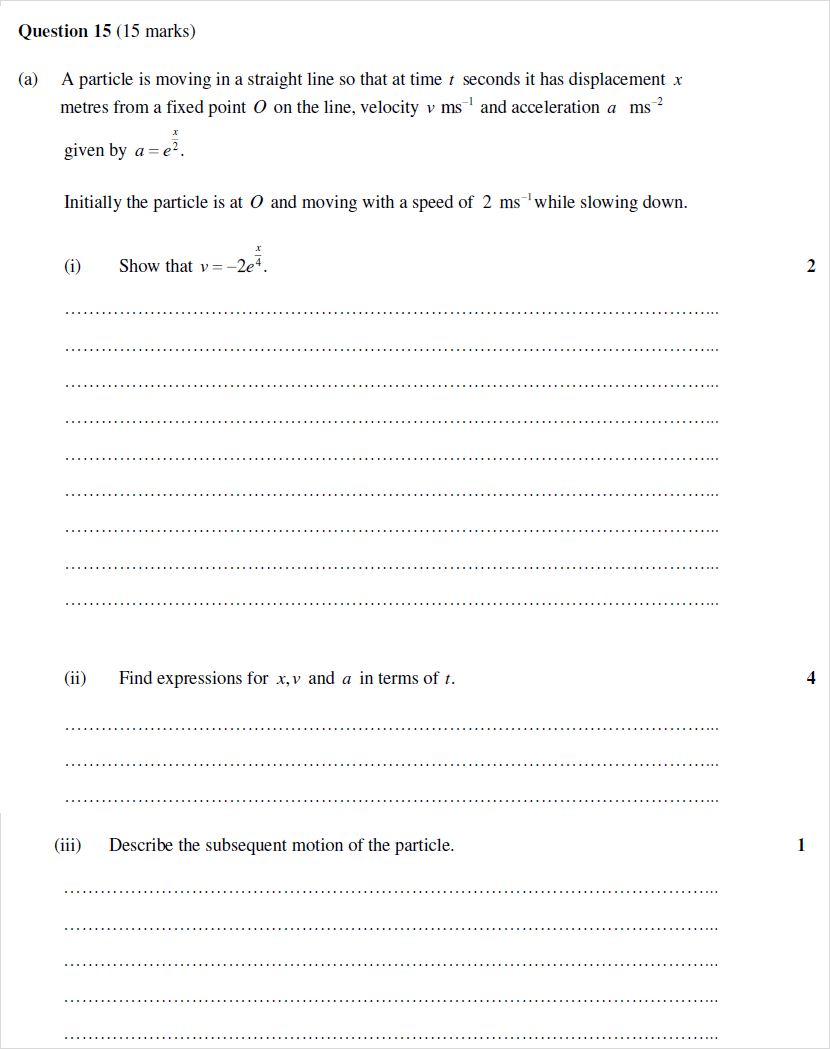 Question 15 (15 marks)
(a) A particle is moving in a straight line so that at time t seconds it has displacement x
metres from a fixed point O on the line, velocity v ms⁻¹ and acceleration a ms⁻²
given by a = e^(x/2).
Initially the particle is at O and moving with a speed of 2 ms⁻¹ while slowing down.
(i) Show that v = −2e^(x/4). 2
(ii) Find expressions for x, v and a in terms of t. 4
(iii) Describe the subsequent motion of the particle. 1